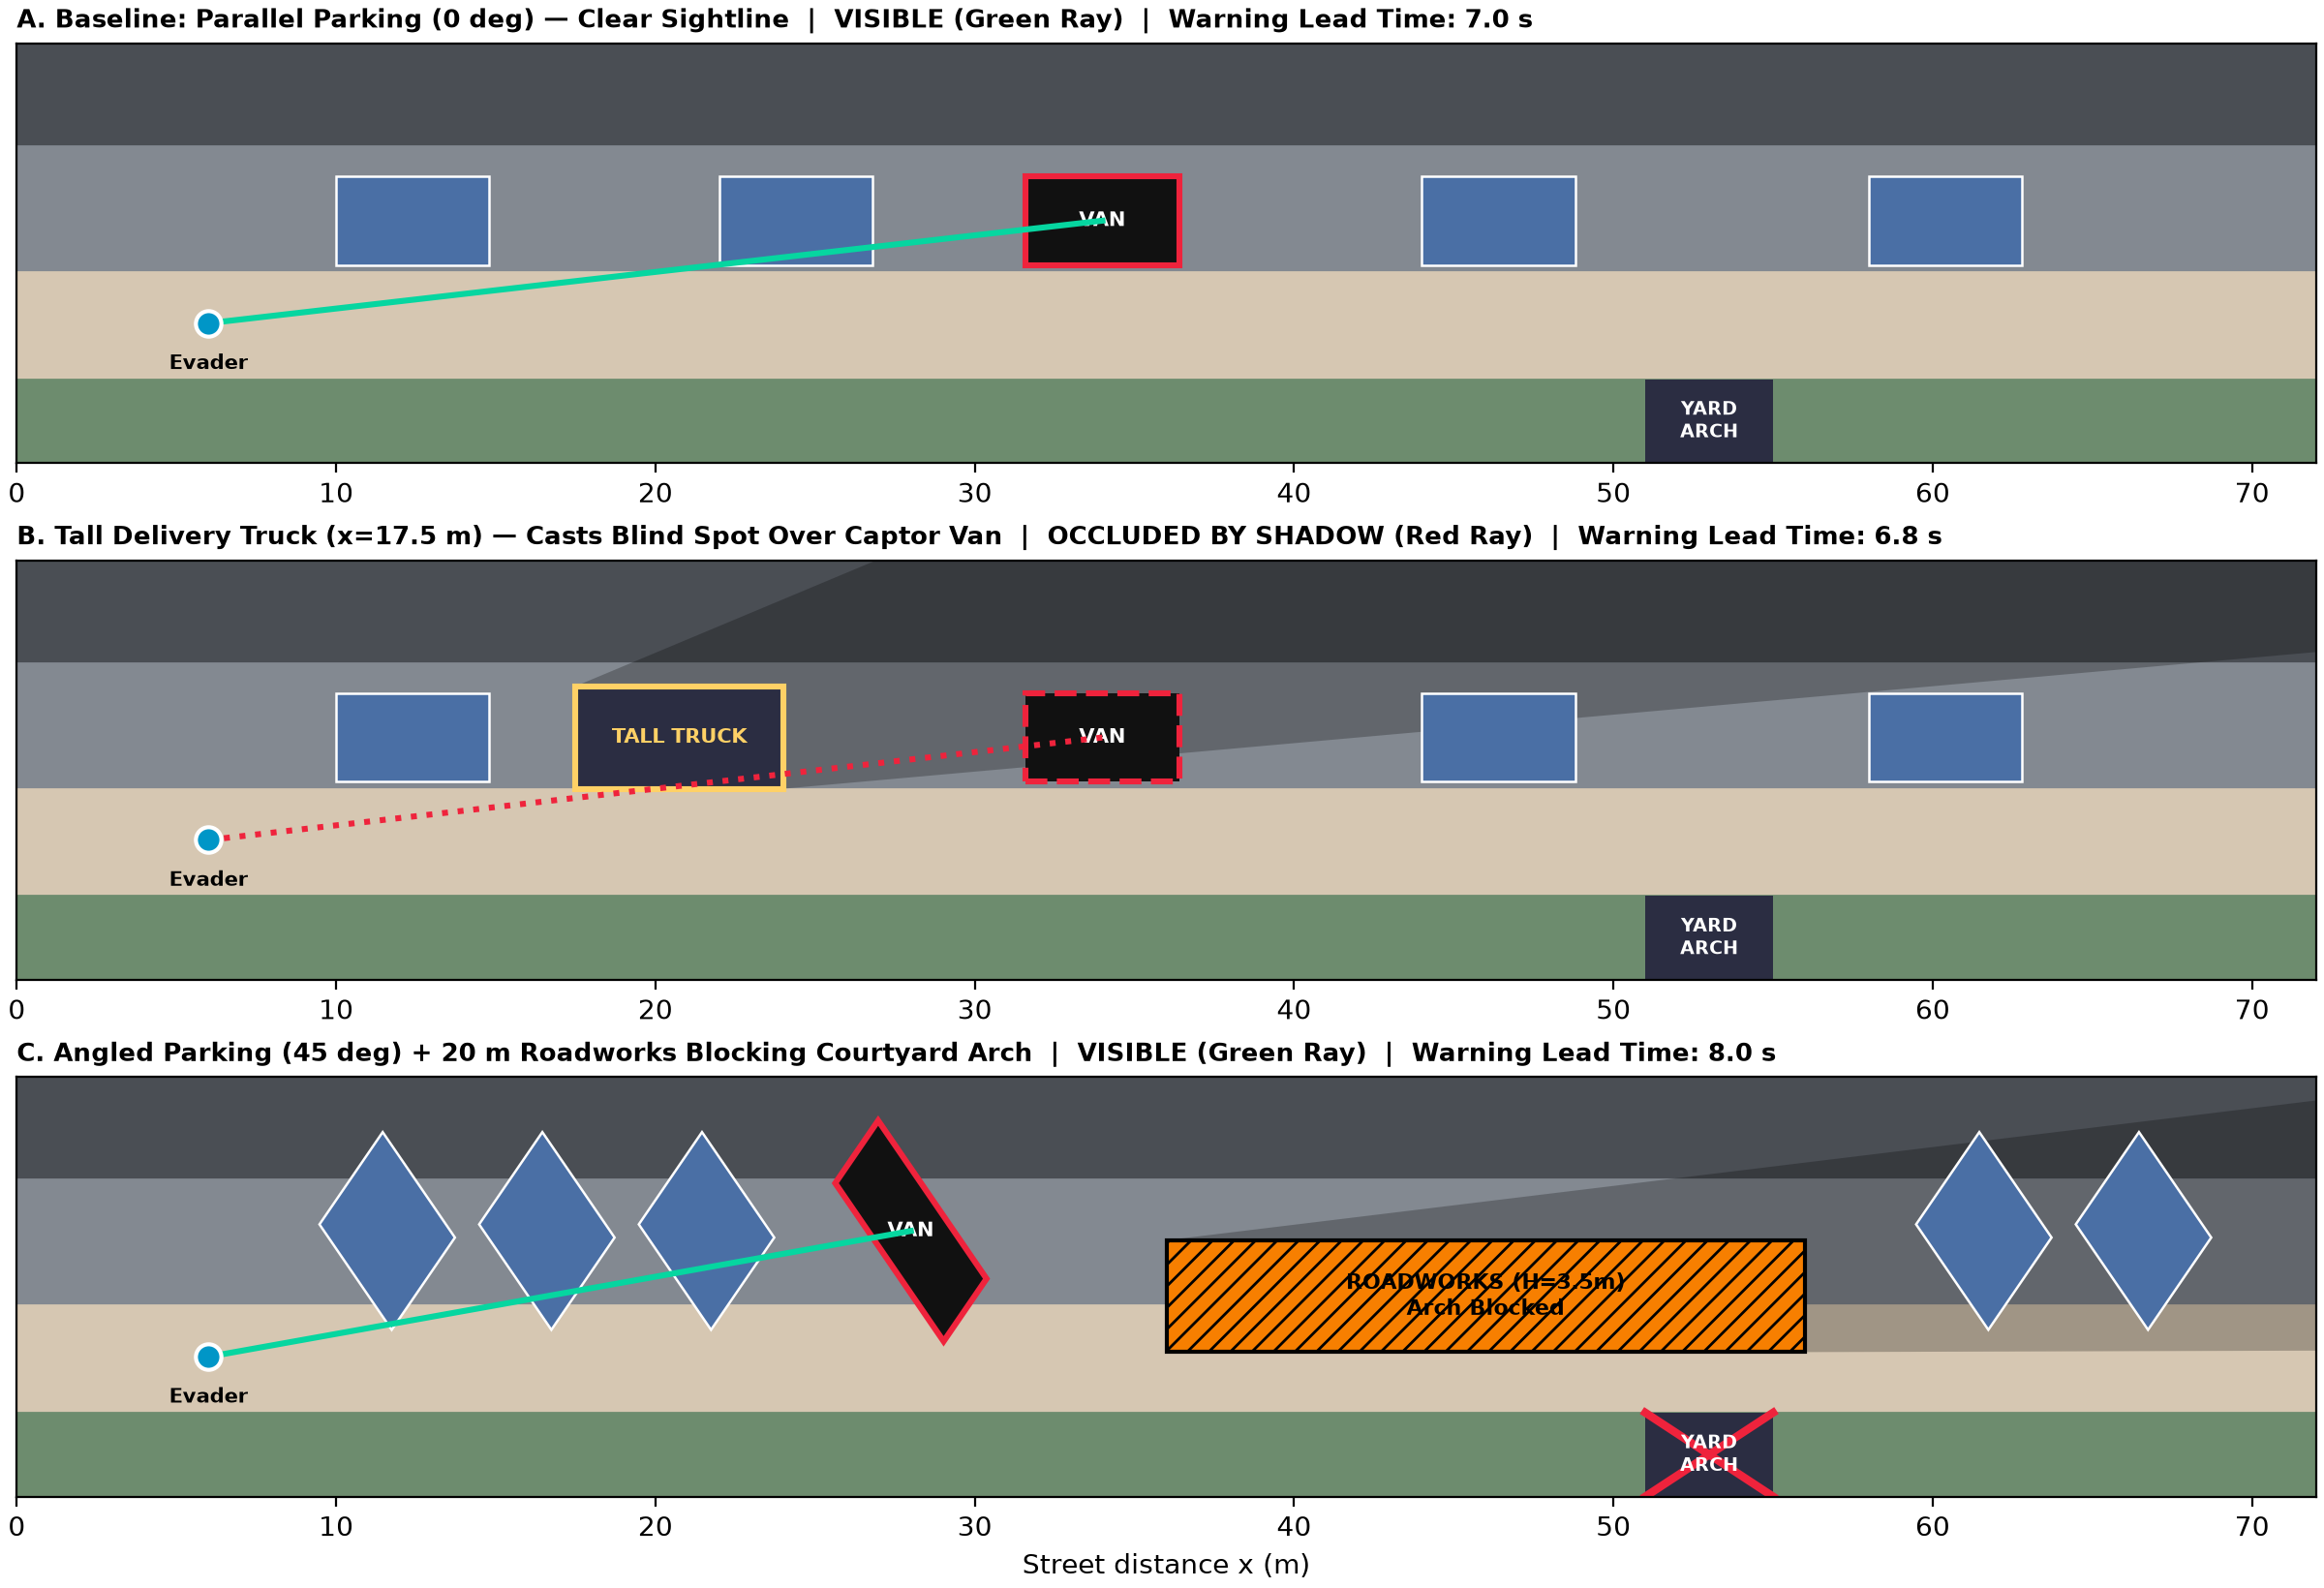 A. Baseline: Parallel Parking (0 deg) — Clear Sightline | VISIBLE (Green Ray) | Warning Lead Time: 7.0 s
VAN
Evader
YARD
ARCH
0 10 20 30 40 50 60 70
B. Tall Delivery Truck (x=17.5 m) — Casts Blind Spot Over Captor Van | OCCLUDED BY SHADOW (Red Ray) | Warning Lead Time: 6.8 s
TALL TRUCK
VAN
Evader
YARD
ARCH
0 10 20 30 40 50 60 70
C. Angled Parking (45 deg) + 20 m Roadworks Blocking Courtyard Arch | VISIBLE (Green Ray) | Warning Lead Time: 8.0 s
VAN
ROADWORKS (H=3.5m)
Arch Blocked
Evader
YARD
ARCH
0 10 20 30 40 50 60 70
Street distance x (m)